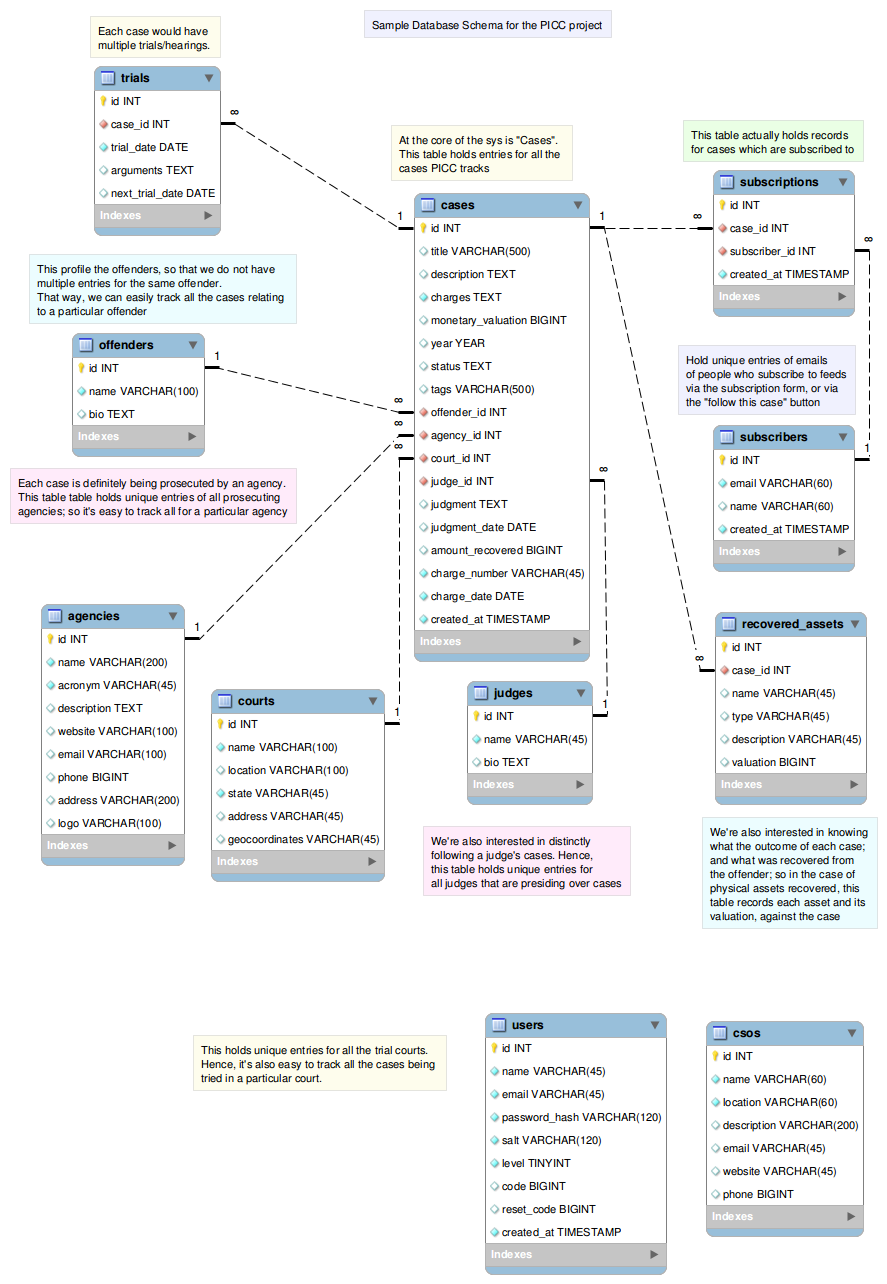 Sample Database Schema for the PICC project
Each case would have
multiple trials/hearings.
trials
id INT
case_id INT
trial_date DATE
arguments TEXT
next_trial_date DATE
Indexes
∞
1
At the core of the sys is "Cases".
This table holds entries for all the
cases PICC tracks
cases
id INT
title VARCHAR(500)
description TEXT
charges TEXT
monetary_valuation BIGINT
year YEAR
status TEXT
tags VARCHAR(500)
offender_id INT
agency_id INT
court_id INT
judge_id INT
judgment TEXT
judgment_date DATE
amount_recovered BIGINT
charge_number VARCHAR(45)
charge_date DATE
created_at TIMESTAMP
Indexes
1
∞
∞
∞
∞
This table actually holds records
for cases which are subscribed to
subscriptions
id INT
case_id INT
subscriber_id INT
created_at TIMESTAMP
Indexes
∞
∞
This profile the offenders, so that we do not have
multiple entries for the same offender.
That way, we can easily track all the cases relating
to a particular offender
offenders
id INT
name VARCHAR(100)
bio TEXT
Indexes
1
Hold unique entries of emails
of people who subscribe to feeds
via the subscription form, or via
the "follow this case" button
subscribers
id INT
email VARCHAR(60)
name VARCHAR(60)
created_at TIMESTAMP
Indexes
1
Each case is definitely being prosecuted by an agency.
This table table holds unique entries of all prosecuting
agencies; so it's easy to track all for a particular agency
agencies
id INT
name VARCHAR(200)
acronym VARCHAR(45)
description TEXT
website VARCHAR(100)
email VARCHAR(100)
phone BIGINT
address VARCHAR(200)
logo VARCHAR(100)
Indexes
1
courts
id INT
name VARCHAR(100)
location VARCHAR(100)
state VARCHAR(45)
address VARCHAR(45)
geocoordinates VARCHAR(45)
Indexes
1
judges
id INT
name VARCHAR(45)
bio TEXT
Indexes
1
recovered_assets
id INT
case_id INT
name VARCHAR(45)
type VARCHAR(45)
description VARCHAR(45)
valuation BIGINT
Indexes
∞
We're also interested in distinctly
following a judge's cases. Hence,
this table holds unique entries for
all judges that are presiding over cases
We're also interested in knowing
what the outcome of each case;
and what was recovered from
the offender; so in the case of
physical assets recovered, this
table records each asset and its
valuation, against the case
This holds unique entries for all the trial courts.
Hence, it's also easy to track all the cases being
tried in a particular court.
users
id INT
name VARCHAR(45)
email VARCHAR(45)
password_hash VARCHAR(120)
salt VARCHAR(120)
level TINYINT
code BIGINT
reset_code BIGINT
created_at TIMESTAMP
Indexes
csos
id INT
name VARCHAR(60)
location VARCHAR(60)
description VARCHAR(200)
email VARCHAR(45)
website VARCHAR(45)
phone BIGINT
Indexes